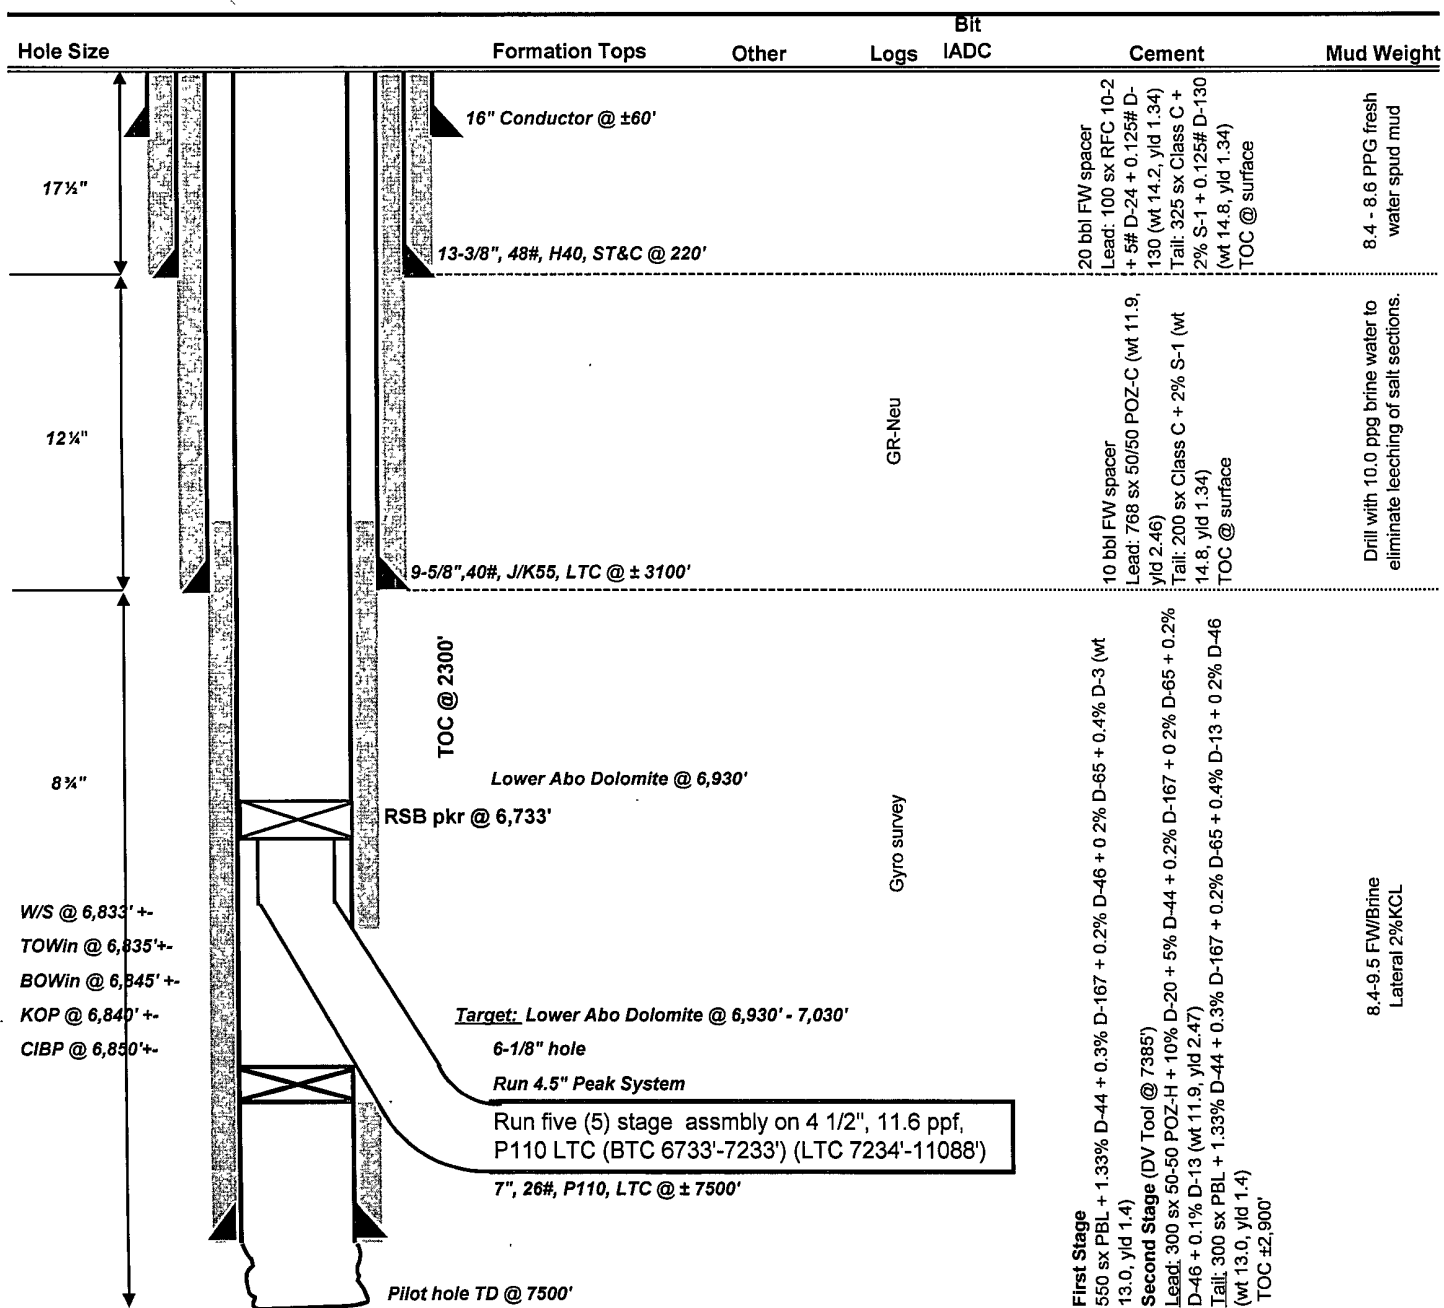 Hole Size
Formation Tops
Other
Logs
Bit
IADC
Cement
Mud Weight
16" Conductor @ ±60'
17½"
13-3/8", 48#, H40, ST&C @ 220'
20 bbl FW spacer
Lead: 100 sx RFC 10-2
+ 5# D-24 + 0.125# D-
130 (wt 14.2, yld 1.34)
Tail: 325 sx Class C +
2% S-1 + 0.125# D-130
(wt 14.8, yld 1.34)
TOC @ surface
8.4 - 8.6 PPG fresh
water spud mud
12¼"
9-5/8",40#, J/K55, LTC @ ± 3100'
GR-Neu
10 bbl FW spacer
Lead: 768 sx 50/50 POZ-C (wt 11.9,
yld 2.46)
Tail: 200 sx Class C + 2% S-1 (wt
14.8, yld 1.34)
TOC @ surface
Drill with 10.0 ppg brine water to
eliminate leeching of salt sections.
8¾"
TOC @ 2300'
Lower Abo Dolomite @ 6,930'
RSB pkr @ 6,733'
Gyro survey
W/S @ 6,833' +-
TOWin @ 6,835'+-
BOWin @ 6,845' +-
KOP @ 6,840' +-
CIBP @ 6,850'+-
Target: Lower Abo Dolomite @ 6,930' - 7,030'
6-1/8" hole
Run 4.5" Peak System
Run five (5) stage assmbly on 4 1/2", 11.6 ppf,
P110 LTC (BTC 6733'-7233') (LTC 7234'-11088')
7", 26#, P110, LTC @ ± 7500'
Pilot hole TD @ 7500'
First Stage
550 sx PBL + 1.33% D-44 + 0.3% D-167 + 0.2% D-46 + 0 2% D-65 + 0.4% D-3 (wt
13.0, yld 1.4)
Second Stage (DV Tool @ 7385')
Lead: 300 sx 50-50 POZ-H + 10% D-20 + 5% D-44 + 0.2% D-167 + 0 2% D-65 + 0.2%
D-46 + 0.1% D-13 (wt 11.9, yld 2.47)
Tail: 300 sx PBL + 1.33% D-44 + 0.3% D-167 + 0.2% D-65 + 0.4% D-13 + 0 2% D-46
(wt 13.0, yld 1.4)
TOC ±2,900'
8.4-9.5 FW/Brine
Lateral 2%KCL